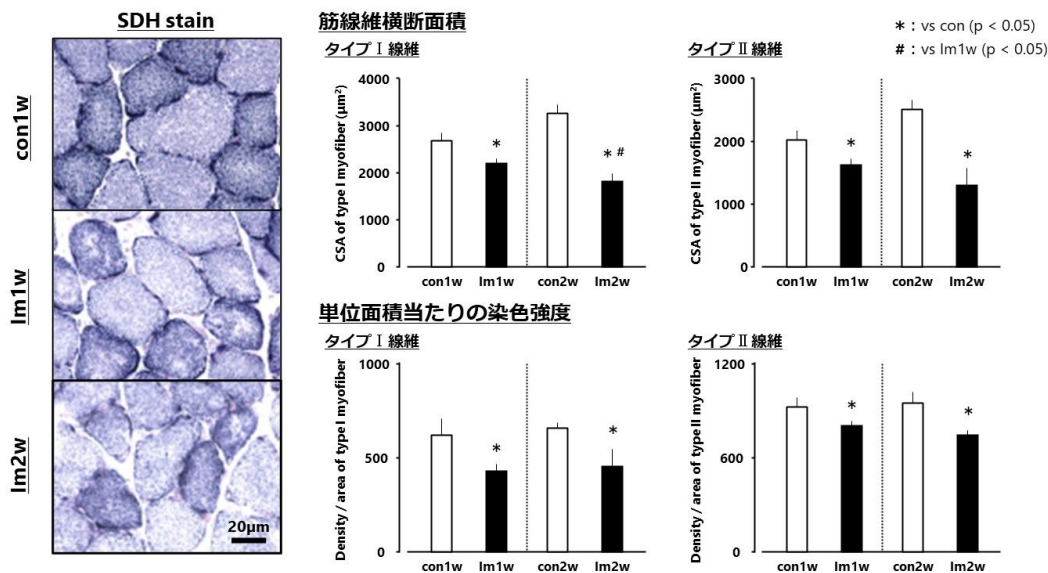 SDH stain
con1w
Im1w
Im2w
20μm
筋線維横断面積
* : vs con (p < 0.05)
# : vs Im1w (p < 0.05)
タイプⅠ線維
CSA of type I myofiber (μm²)
4000
3000
2000
1000
0
*
* #
con1w Im1w con2w Im2w
タイプⅡ線維
CSA of type II myofiber (μm²)
3000
2000
1000
0
*
*
con1w Im1w con2w Im2w
単位面積当たりの染色強度
タイプⅠ線維
Density / area of type I myofiber
1000
500
0
*
*
con1w Im1w con2w Im2w
タイプⅡ線維
Density / area of type II myofiber
1200
600
0
*
*
con1w Im1w con2w Im2w